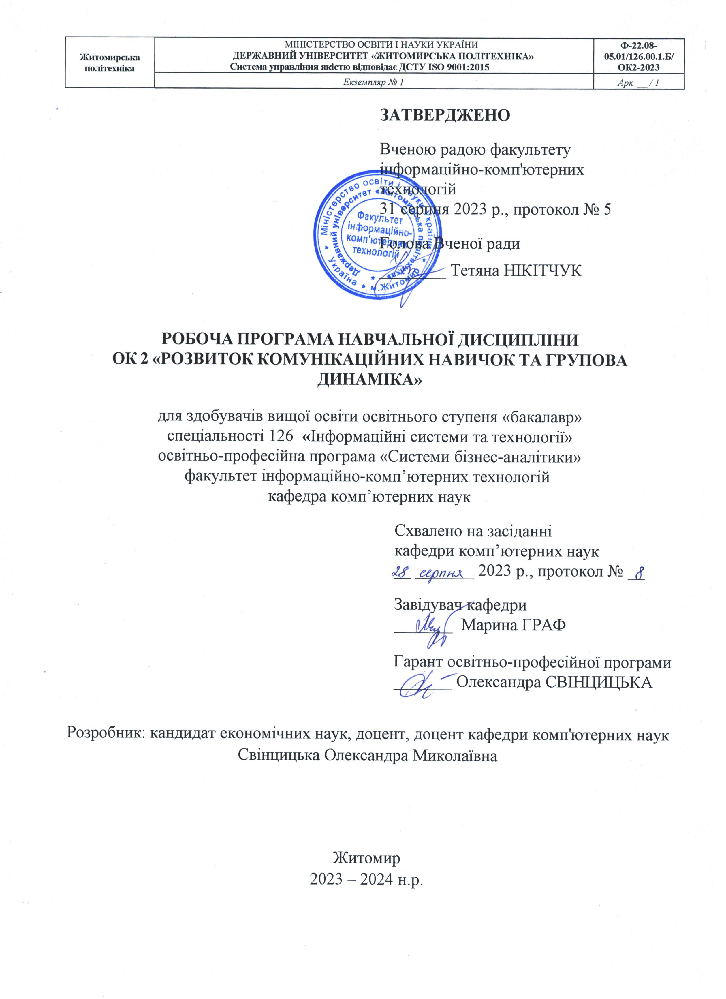 Житомирська
політехніка
МІНІСТЕРСТВО ОСВІТИ І НАУКИ УКРАЇНИ
ДЕРЖАВНИЙ УНІВЕРСИТЕТ «ЖИТОМИРСЬКА ПОЛІТЕХНІКА»
Система управління якістю відповідає ДСТУ ISO 9001:2015
Ф-22.08-
05.01/126.00.1.Б/
ОК2-2023
Екземпляр № 1
Арк __ / 1
ЗАТВЕРДЖЕНО
Вченою радою факультету
інформаційно-комп'ютерних
технологій
31 серпня 2023 р., протокол № 5
Голова Вченої ради
________ Тетяна НІКІТЧУК
Міністерство освіти і науки України
* Україна * м.Житомир *
Державний університет «Житомирська політехніка» *
Факультет
інформаційно-
комп'ютерних
технологій
РОБОЧА ПРОГРАМА НАВЧАЛЬНОЇ ДИСЦИПЛІНИ
ОК 2 «РОЗВИТОК КОМУНІКАЦІЙНИХ НАВИЧОК ТА ГРУПОВА
ДИНАМІКА»
для здобувачів вищої освіти освітнього ступеня «бакалавр»
спеціальності 126 «Інформаційні системи та технології»
освітньо-професійна програма «Системи бізнес-аналітики»
факультет інформаційно-комп’ютерних технологій
кафедра комп’ютерних наук
Схвалено на засіданні
кафедри комп’ютерних наук
28 серпня 2023 р., протокол № 8
Завідувач кафедри
_______ Марина ГРАФ
Гарант освітньо-професійної програми
_______ Олександра СВІНЦИЦЬКА
Розробник: кандидат економічних наук, доцент, доцент кафедри комп'ютерних наук
Свінцицька Олександра Миколаївна
Житомир
2023 – 2024 н.р.